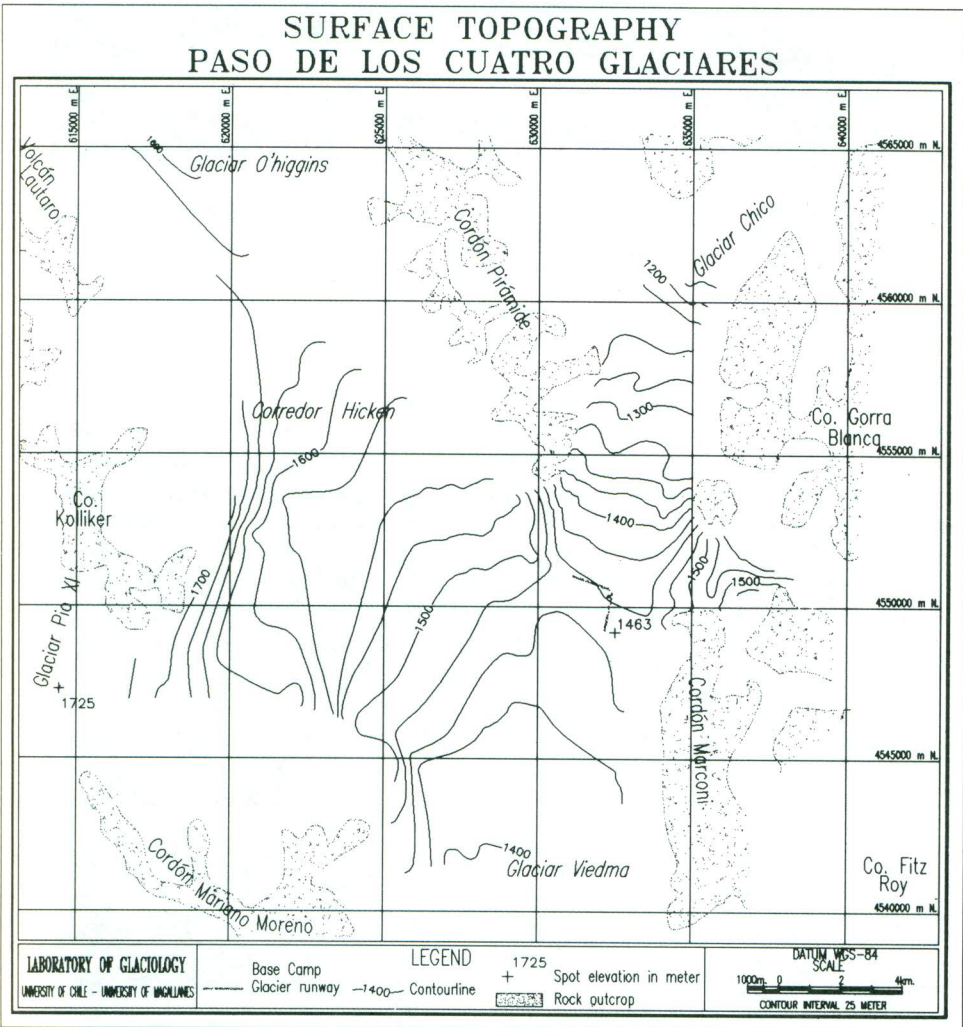 SURFACE TOPOGRAPHY
PASO DE LOS CUATRO GLACIARES
615000 m E
620000 m E
625000 m E
630000 m E
635000 m E
640000 m E
4565000 m N.
Volcán
Lautaro
1600
Glaciar O'higgins
Cordón Pirámide
Glaciar Chico
1200
4560000 m N.
Corredor Hicken
1300
Co. Gorra
Blanca
4555000 m N.
1600
Co.
Kolliker
1400
1700
1500
1500
1500
4550000 m N.
1463
Glaciar Pio XI
1725
Cordón Marconi
4545000 m N.
Cordón Mariano Moreno
1400
Glaciar Viedma
Co. Fitz
Roy
4540000 m N.
LABORATORY OF GLACIOLOGY
UNIVERSITY OF CHILE - UNIVERSITY OF MAGALLANES
LEGEND
Base Camp
Glacier runway
1400 Contourline
1725
Spot elevation in meter
Rock outcrop
DATUM WGS-84
SCALE
1000m. 0 2 4km.
CONTOUR INTERVAL 25 METER